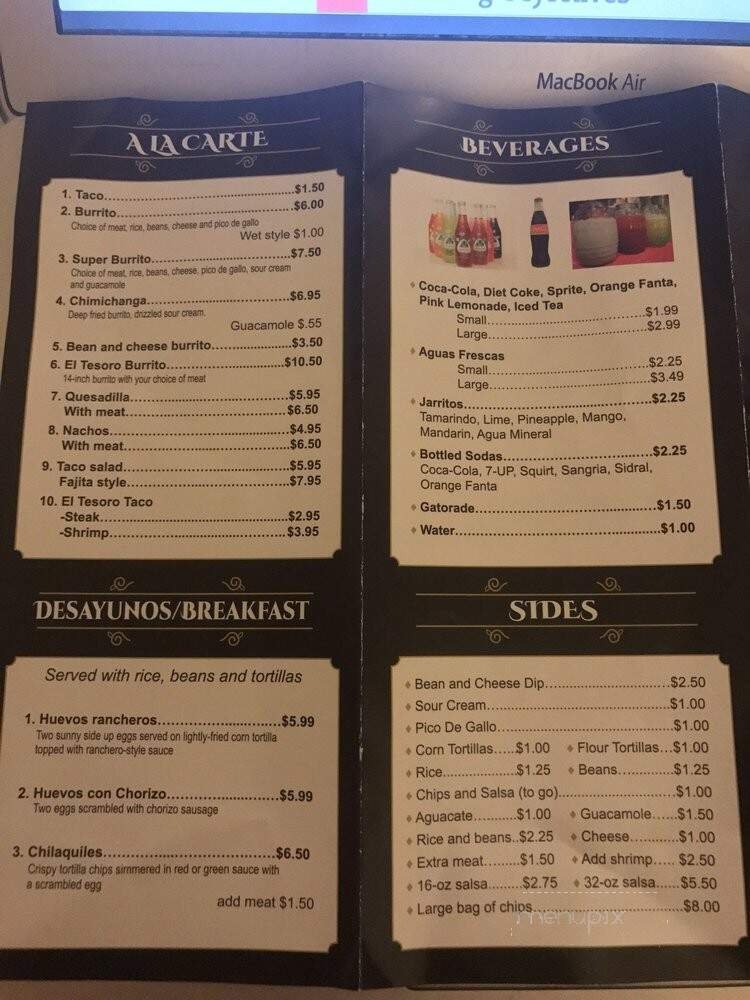 MacBook Air
A LA CARTE
1. Taco..........$1.50
2. Burrito..........$6.00
Choice of meat, rice, beans, cheese and pico de gallo
Wet style $1.00
3. Super Burrito..........$7.50
Choice of meat, rice, beans, cheese, pico de gallo, sour cream
and guacamole
4. Chimichanga..........$6.95
Deep fried burrito, drizzled sour cream.
Guacamole $.55
5. Bean and cheese burrito..........$3.50
6. El Tesoro Burrito..........$10.50
14-inch burrito with your choice of meat
7. Quesadilla..........$5.95
With meat..........$6.50
8. Nachos..........$4.95
With meat..........$6.50
9. Taco salad..........$5.95
Fajita style..........$7.95
10. El Tesoro Taco
-Steak..........$2.95
-Shrimp..........$3.95
DESAYUNOS/BREAKFAST
Served with rice, beans and tortillas
1. Huevos rancheros..........$5.99
Two sunny side up eggs served on lightly-fried corn tortilla
topped with ranchero-style sauce
2. Huevos con Chorizo..........$5.99
Two eggs scrambled with chorizo sausage
3. Chilaquiles..........$6.50
Crispy tortilla chips simmered in red or green sauce with
a scrambled egg
add meat $1.50
BEVERAGES
Coca-Cola, Diet Coke, Sprite, Orange Fanta,
Pink Lemonade, Iced Tea
Small..........$1.99
Large..........$2.99
Aguas Frescas
Small..........$2.25
Large..........$3.49
Jarritos..........$2.25
Tamarindo, Lime, Pineapple, Mango,
Mandarin, Agua Mineral
Bottled Sodas..........$2.25
Coca-Cola, 7-UP, Squirt, Sangria, Sidral,
Orange Fanta
Gatorade..........$1.50
Water..........$1.00
SIDES
Bean and Cheese Dip..........$2.50
Sour Cream..........$1.00
Pico De Gallo..........$1.00
Corn Tortillas.....$1.00 Flour Tortillas...$1.00
Rice..........$1.25 Beans..........$1.25
Chips and Salsa (to go)..........$1.00
Aguacate..........$1.00 Guacamole......$1.50
Rice and beans..$2.25 Cheese..........$1.00
Extra meat.........$1.50 Add shrimp..... $2.50
16-oz salsa.........$2.75 32-oz salsa......$5.50
Large bag of chips..........$8.00
menupix